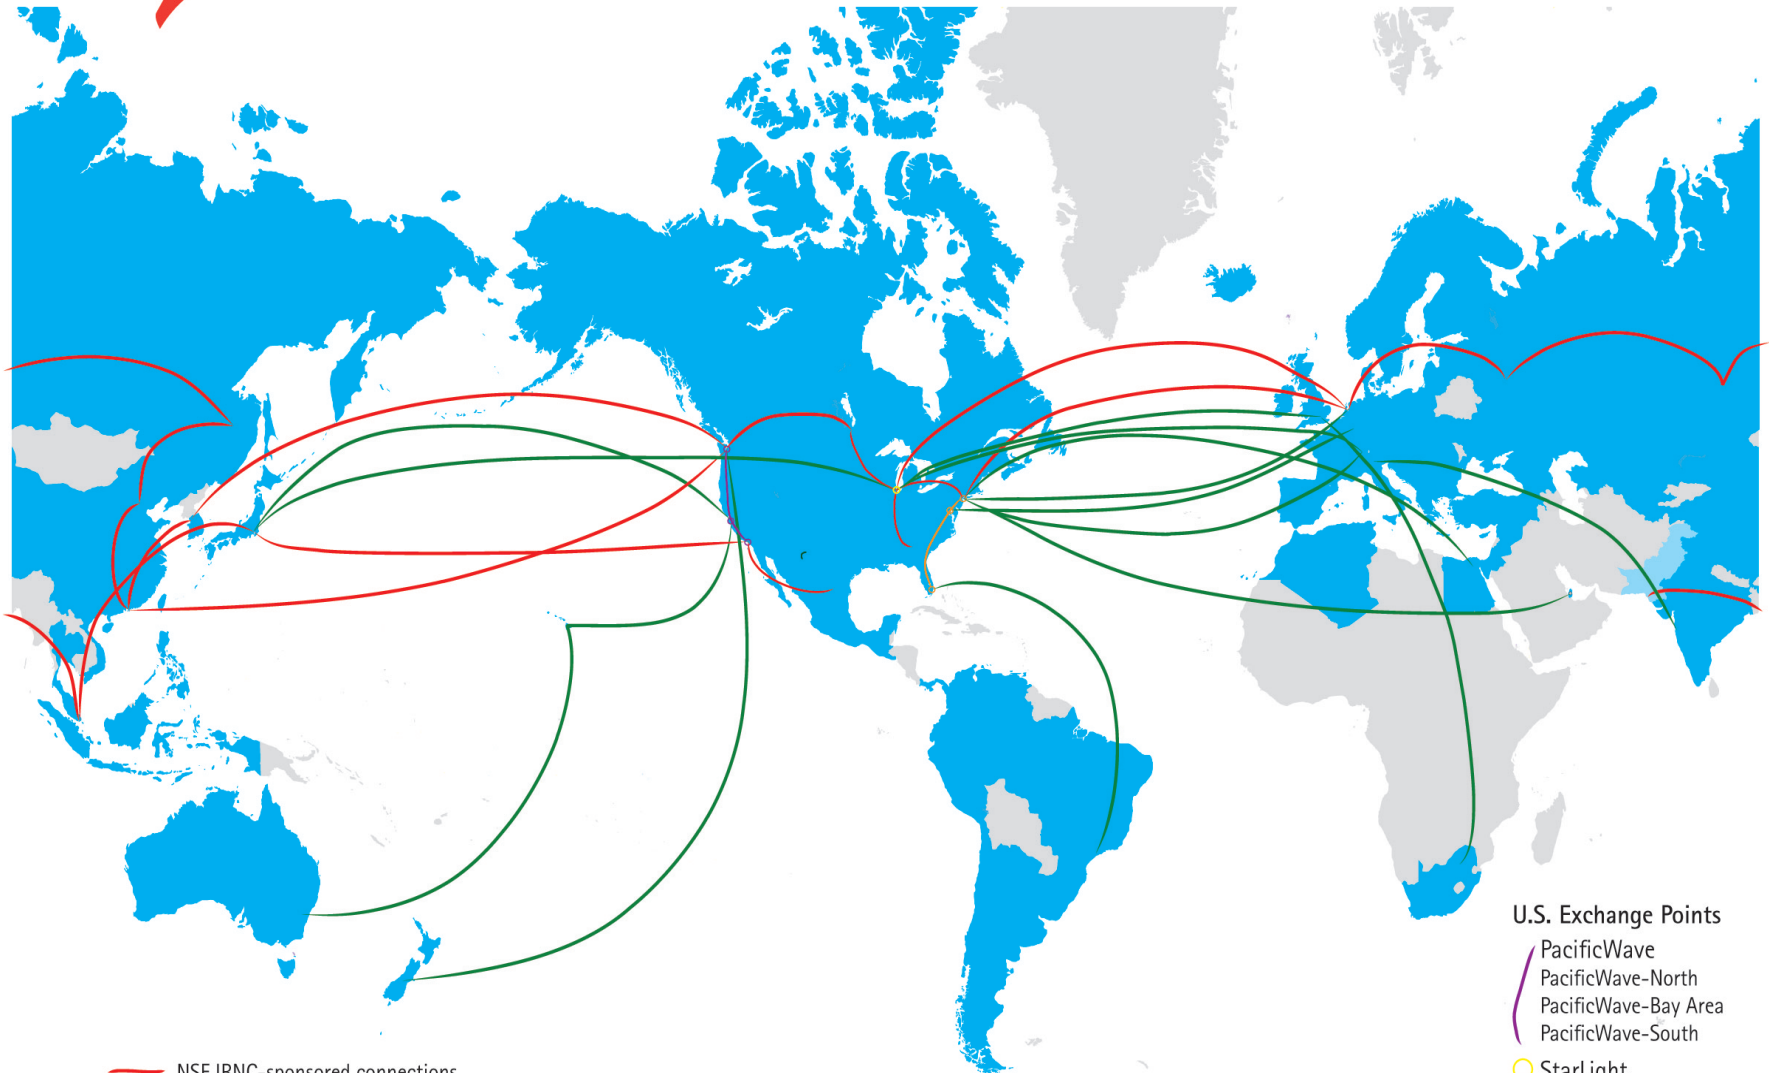 U.S. Exchange Points
PacificWave
PacificWave-North
PacificWave-Bay Area
PacificWave-South
StarLight
NSF IRNC-sponsored connections